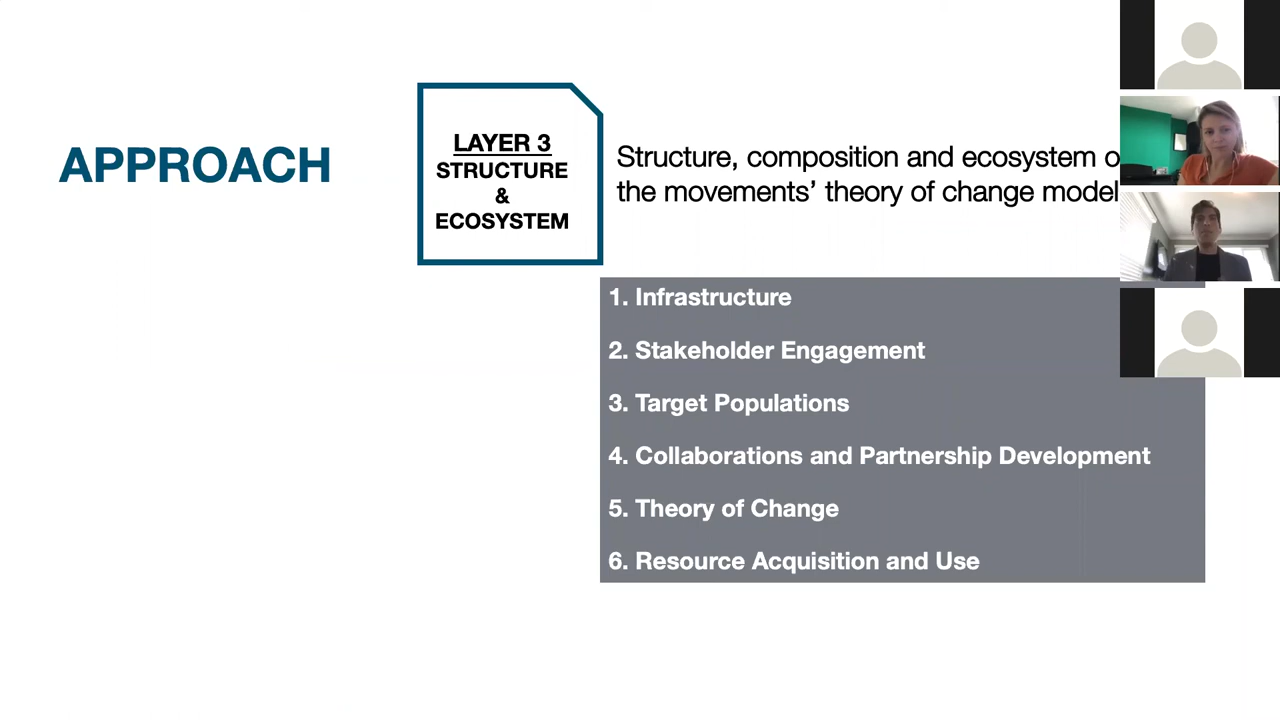 APPROACH
LAYER 3
STRUCTURE
&
ECOSYSTEM
Structure, composition and ecosystem o
the movements’ theory of change model
1. Infrastructure
2. Stakeholder Engagement
3. Target Populations
4. Collaborations and Partnership Development
5. Theory of Change
6. Resource Acquisition and Use